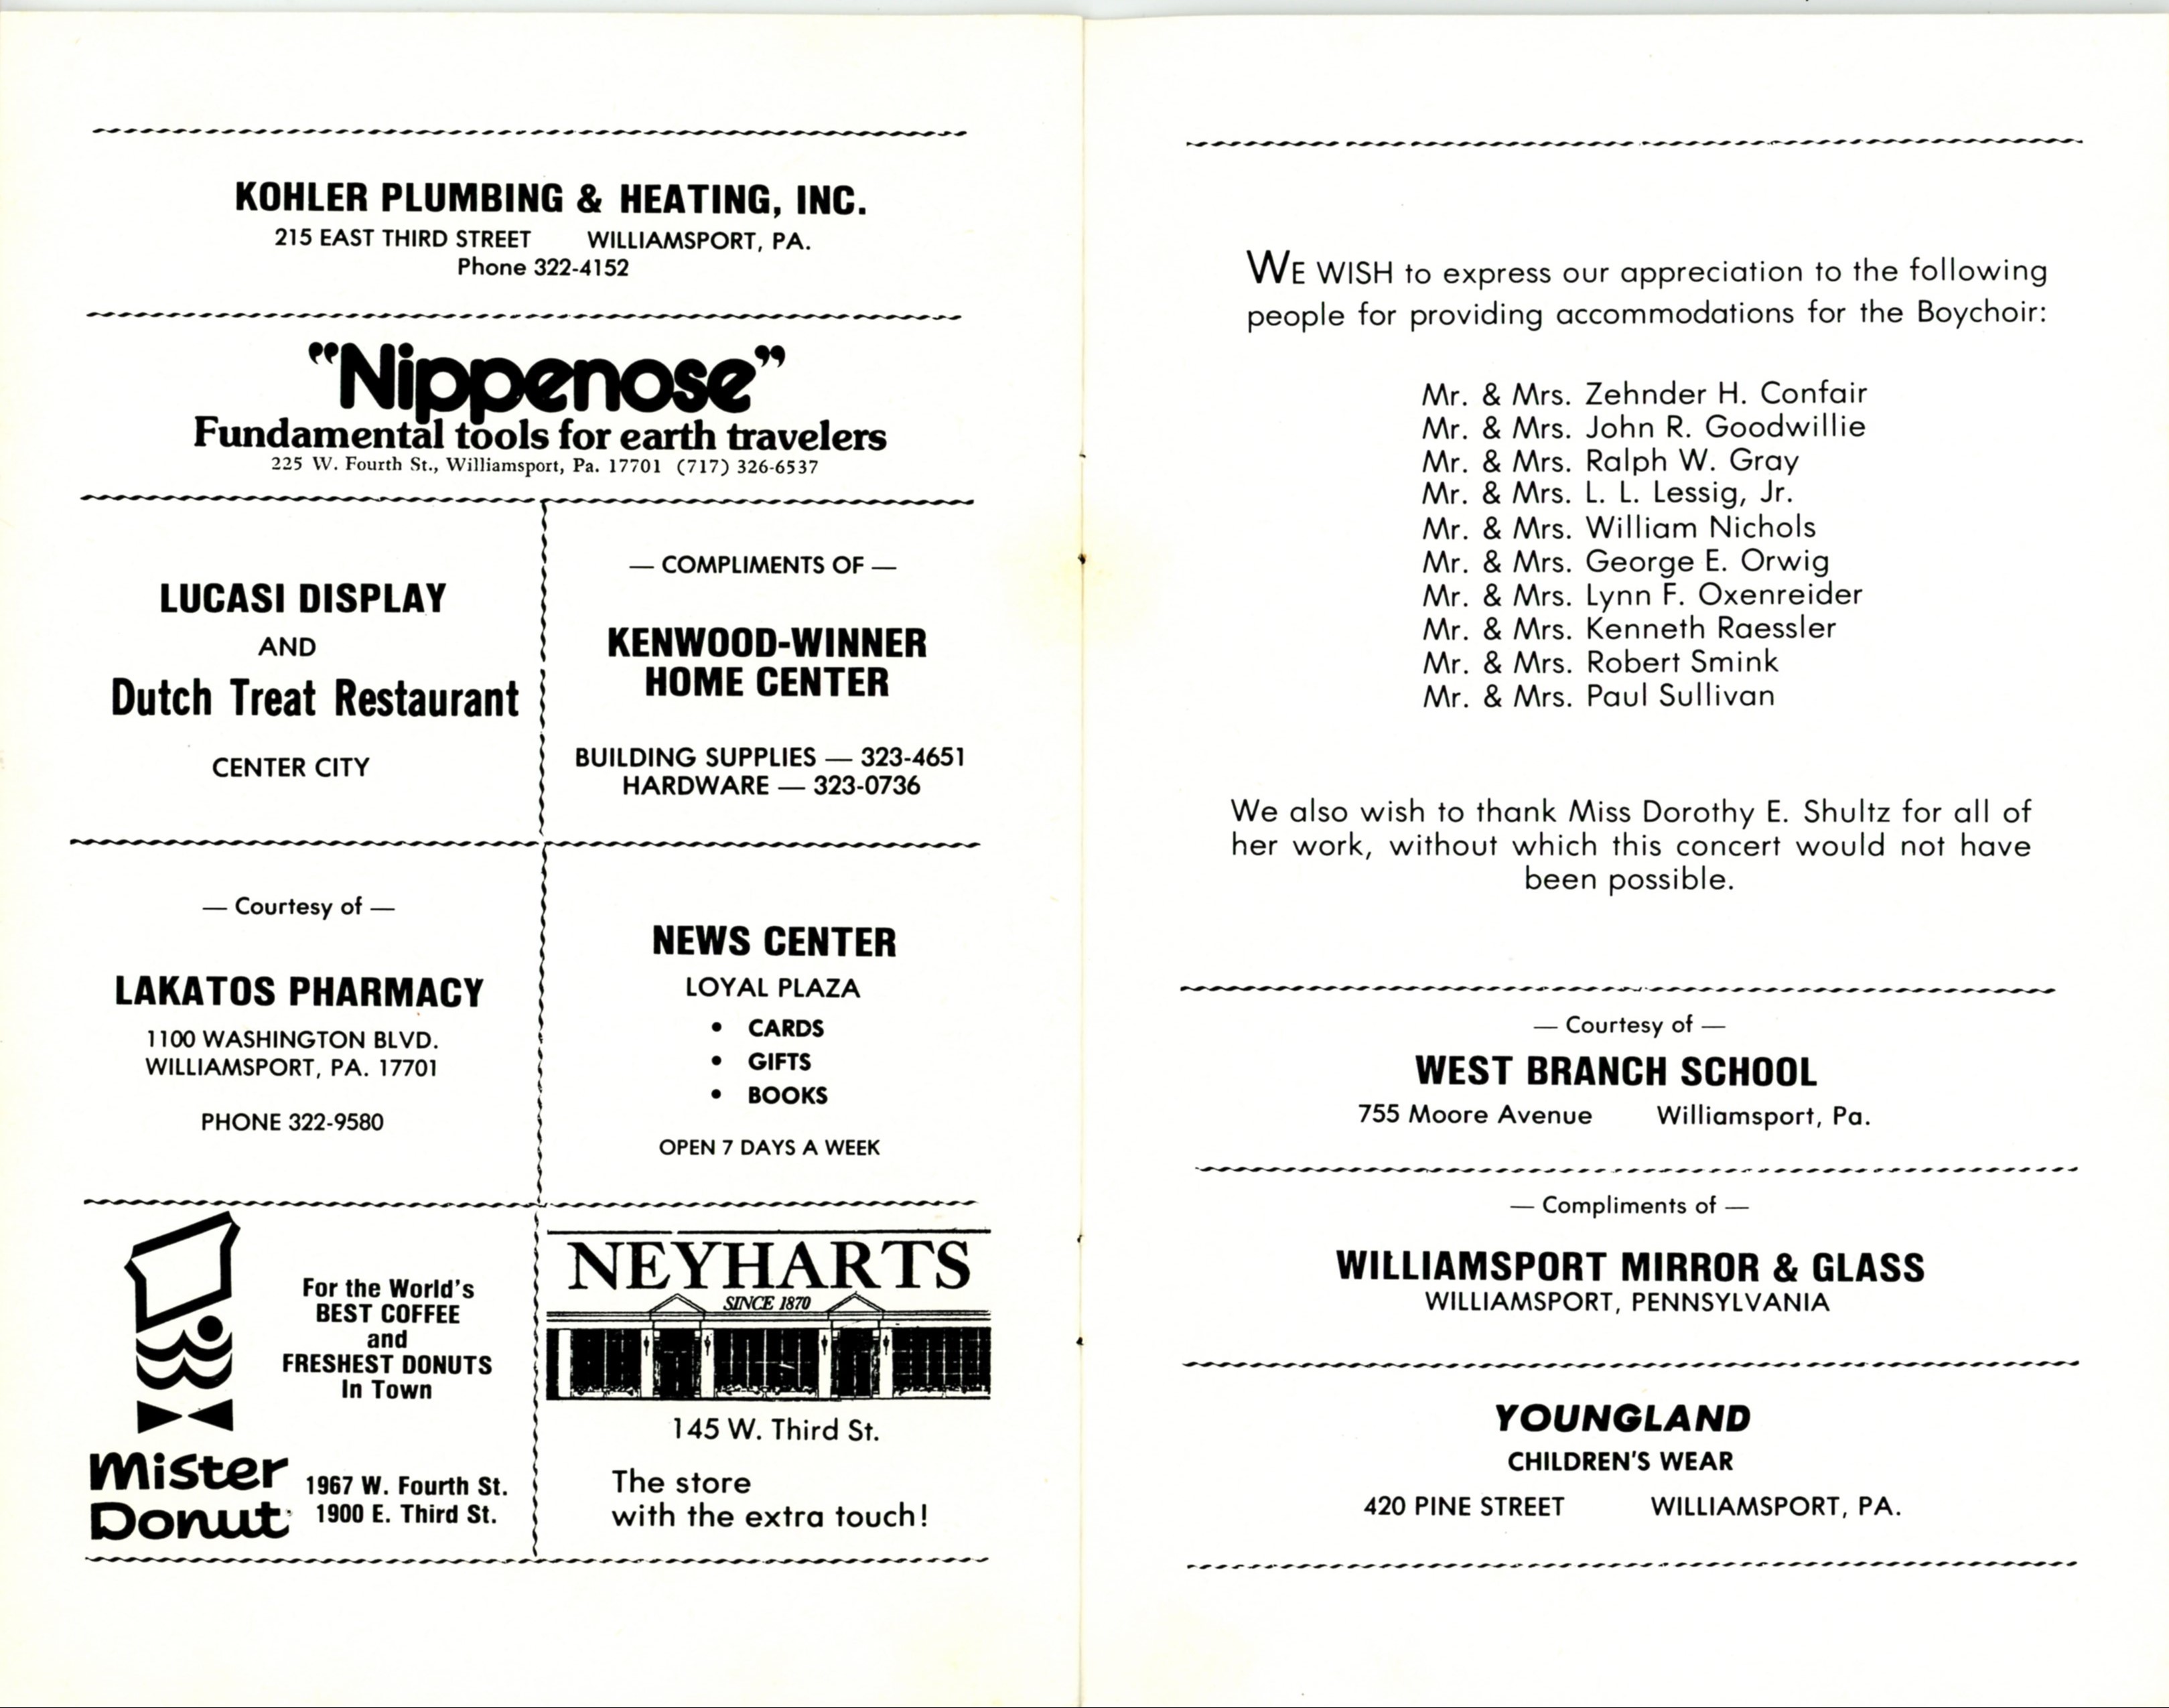 KOHLER PLUMBING & HEATING, INC.
215 EAST THIRD STREET WILLIAMSPORT, PA.
Phone 322-4152
"Nippenose"
Fundamental tools for earth travelers
225 W. Fourth St., Williamsport, Pa. 17701 (717) 326-6537
LUCASI DISPLAY
AND
Dutch Treat Restaurant
CENTER CITY
— COMPLIMENTS OF —
KENWOOD-WINNER
HOME CENTER
BUILDING SUPPLIES — 323-4651
HARDWARE — 323-0736
— Courtesy of —
LAKATOS PHARMACY
1100 WASHINGTON BLVD.
WILLIAMSPORT, PA. 17701
PHONE 322-9580
NEWS CENTER
LOYAL PLAZA
• CARDS
• GIFTS
• BOOKS
OPEN 7 DAYS A WEEK
For the World's
BEST COFFEE
and
FRESHEST DONUTS
In Town
Mister
Donut
1967 W. Fourth St.
1900 E. Third St.
NEYHARTS
SINCE 1870
145 W. Third St.
The store
with the extra touch!
WE WISH to express our appreciation to the following
people for providing accommodations for the Boychoir:
Mr. & Mrs. Zehnder H. Confair
Mr. & Mrs. John R. Goodwillie
Mr. & Mrs. Ralph W. Gray
Mr. & Mrs. L. L. Lessig, Jr.
Mr. & Mrs. William Nichols
Mr. & Mrs. George E. Orwig
Mr. & Mrs. Lynn F. Oxenreider
Mr. & Mrs. Kenneth Raessler
Mr. & Mrs. Robert Smink
Mr. & Mrs. Paul Sullivan
We also wish to thank Miss Dorothy E. Shultz for all of
her work, without which this concert would not have
been possible.
— Courtesy of —
WEST BRANCH SCHOOL
755 Moore Avenue Williamsport, Pa.
— Compliments of —
WILLIAMSPORT MIRROR & GLASS
WILLIAMSPORT, PENNSYLVANIA
YOUNGLAND
CHILDREN'S WEAR
420 PINE STREET WILLIAMSPORT, PA.